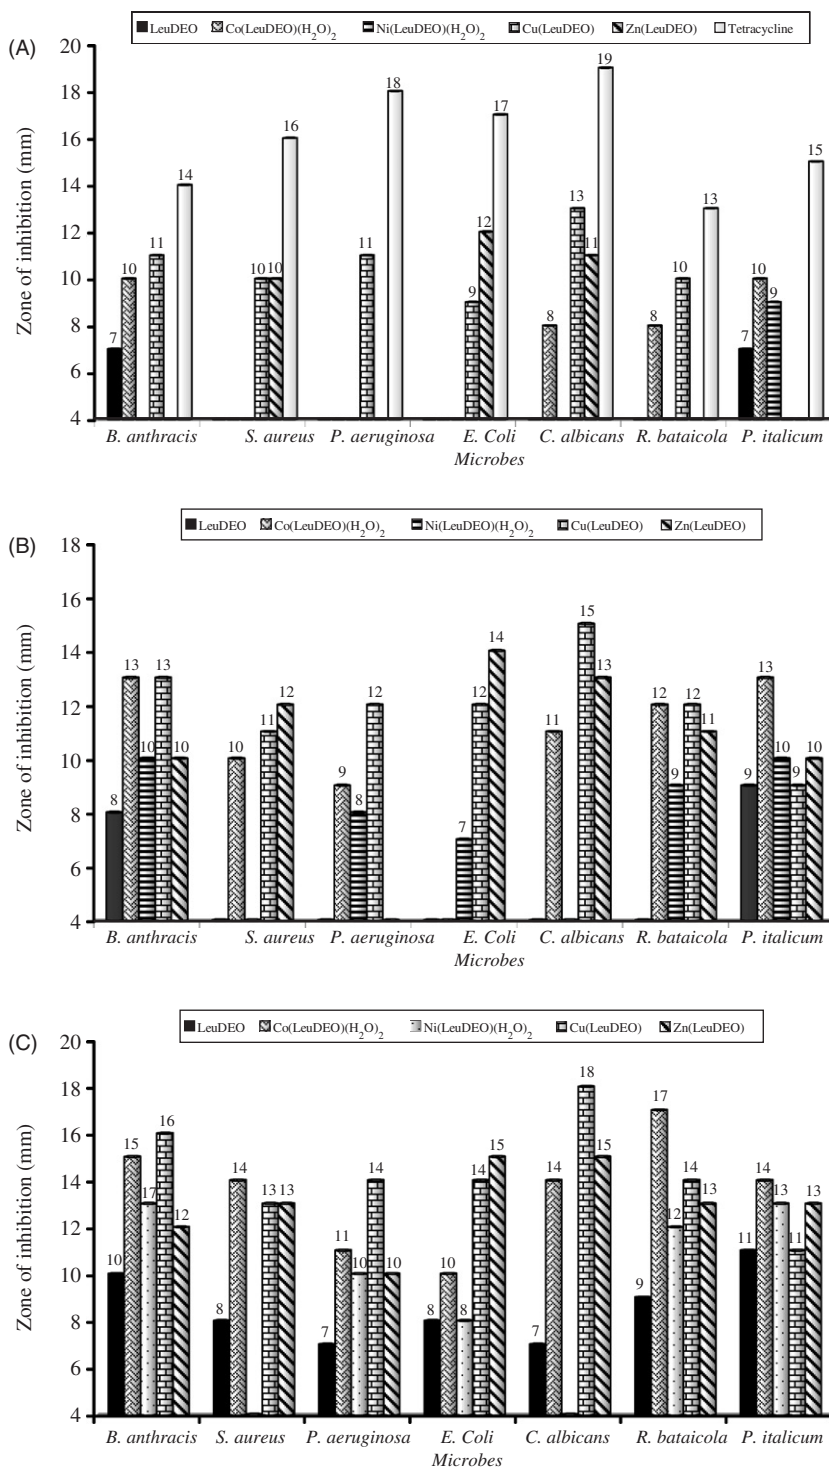 (A)
LeuDEO Co(LeuDEO)(H2O)2 Ni(LeuDEO)(H2O)2 Cu(LeuDEO) Zn(LeuDEO) Tetracycline
Zone of inhibition (mm)
20
18
16
14
12
10
8
6
4
7 10 11 14
10 10 16
11 18
9 12 17
8 13 11 19
8 10 13
7 10 9 15
B. anthracis S. aureus P. aeruginosa E. Coli C. albicans R. bataicola P. italicum
Microbes
(B)
LeuDEO Co(LeuDEO)(H2O)2 Ni(LeuDEO)(H2O)2 Cu(LeuDEO) Zn(LeuDEO)
Zone of inhibition (mm)
18
16
14
12
10
8
6
4
8 13 10 13 10
10 11 12
9 8 12
7 12 14
11 15 13
12 9 12 11
9 13 10 9 10
B. anthracis S. aureus P. aeruginosa E. Coli C. albicans R. bataicola P. italicum
Microbes
(C)
LeuDEO Co(LeuDEO)(H2O)2 Ni(LeuDEO)(H2O)2 Cu(LeuDEO) Zn(LeuDEO)
Zone of inhibition (mm)
20
18
16
14
12
10
8
6
4
10 15 17 16 12
8 14 13 13
7 11 10 14 10
8 10 8 14 15
7 14 18 15
9 17 12 14 13
11 14 13 11 13
B. anthracis S. aureus P. aeruginosa E. Coli C. albicans R. bataicola P. italicum
Microbes